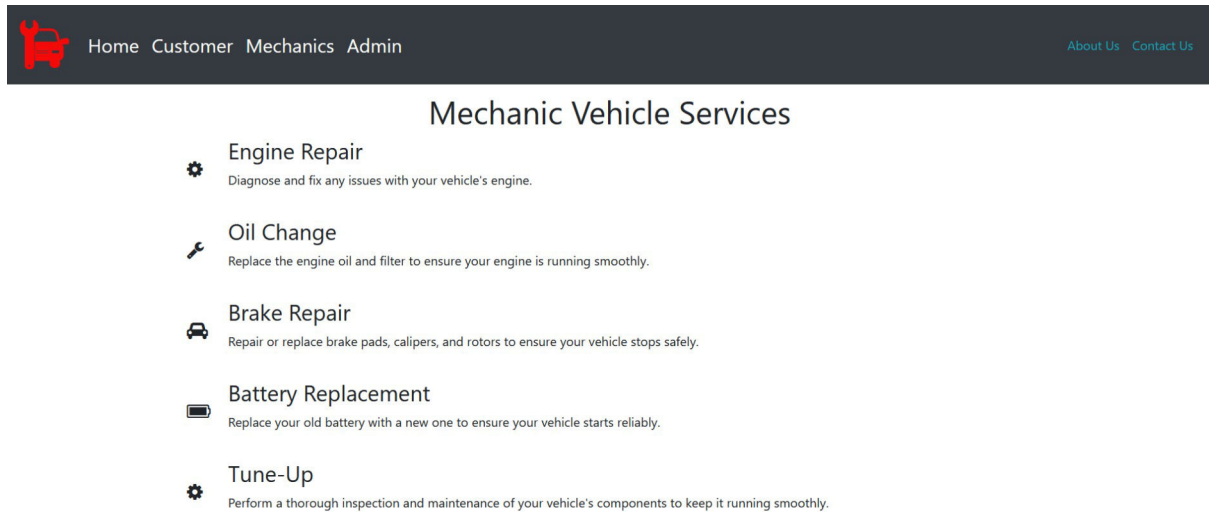 Home Customer Mechanics Admin
About Us Contact Us
Mechanic Vehicle Services
Engine Repair
Diagnose and fix any issues with your vehicle's engine.
Oil Change
Replace the engine oil and filter to ensure your engine is running smoothly.
Brake Repair
Repair or replace brake pads, calipers, and rotors to ensure your vehicle stops safely.
Battery Replacement
Replace your old battery with a new one to ensure your vehicle starts reliably.
Tune-Up
Perform a thorough inspection and maintenance of your vehicle's components to keep it running smoothly.